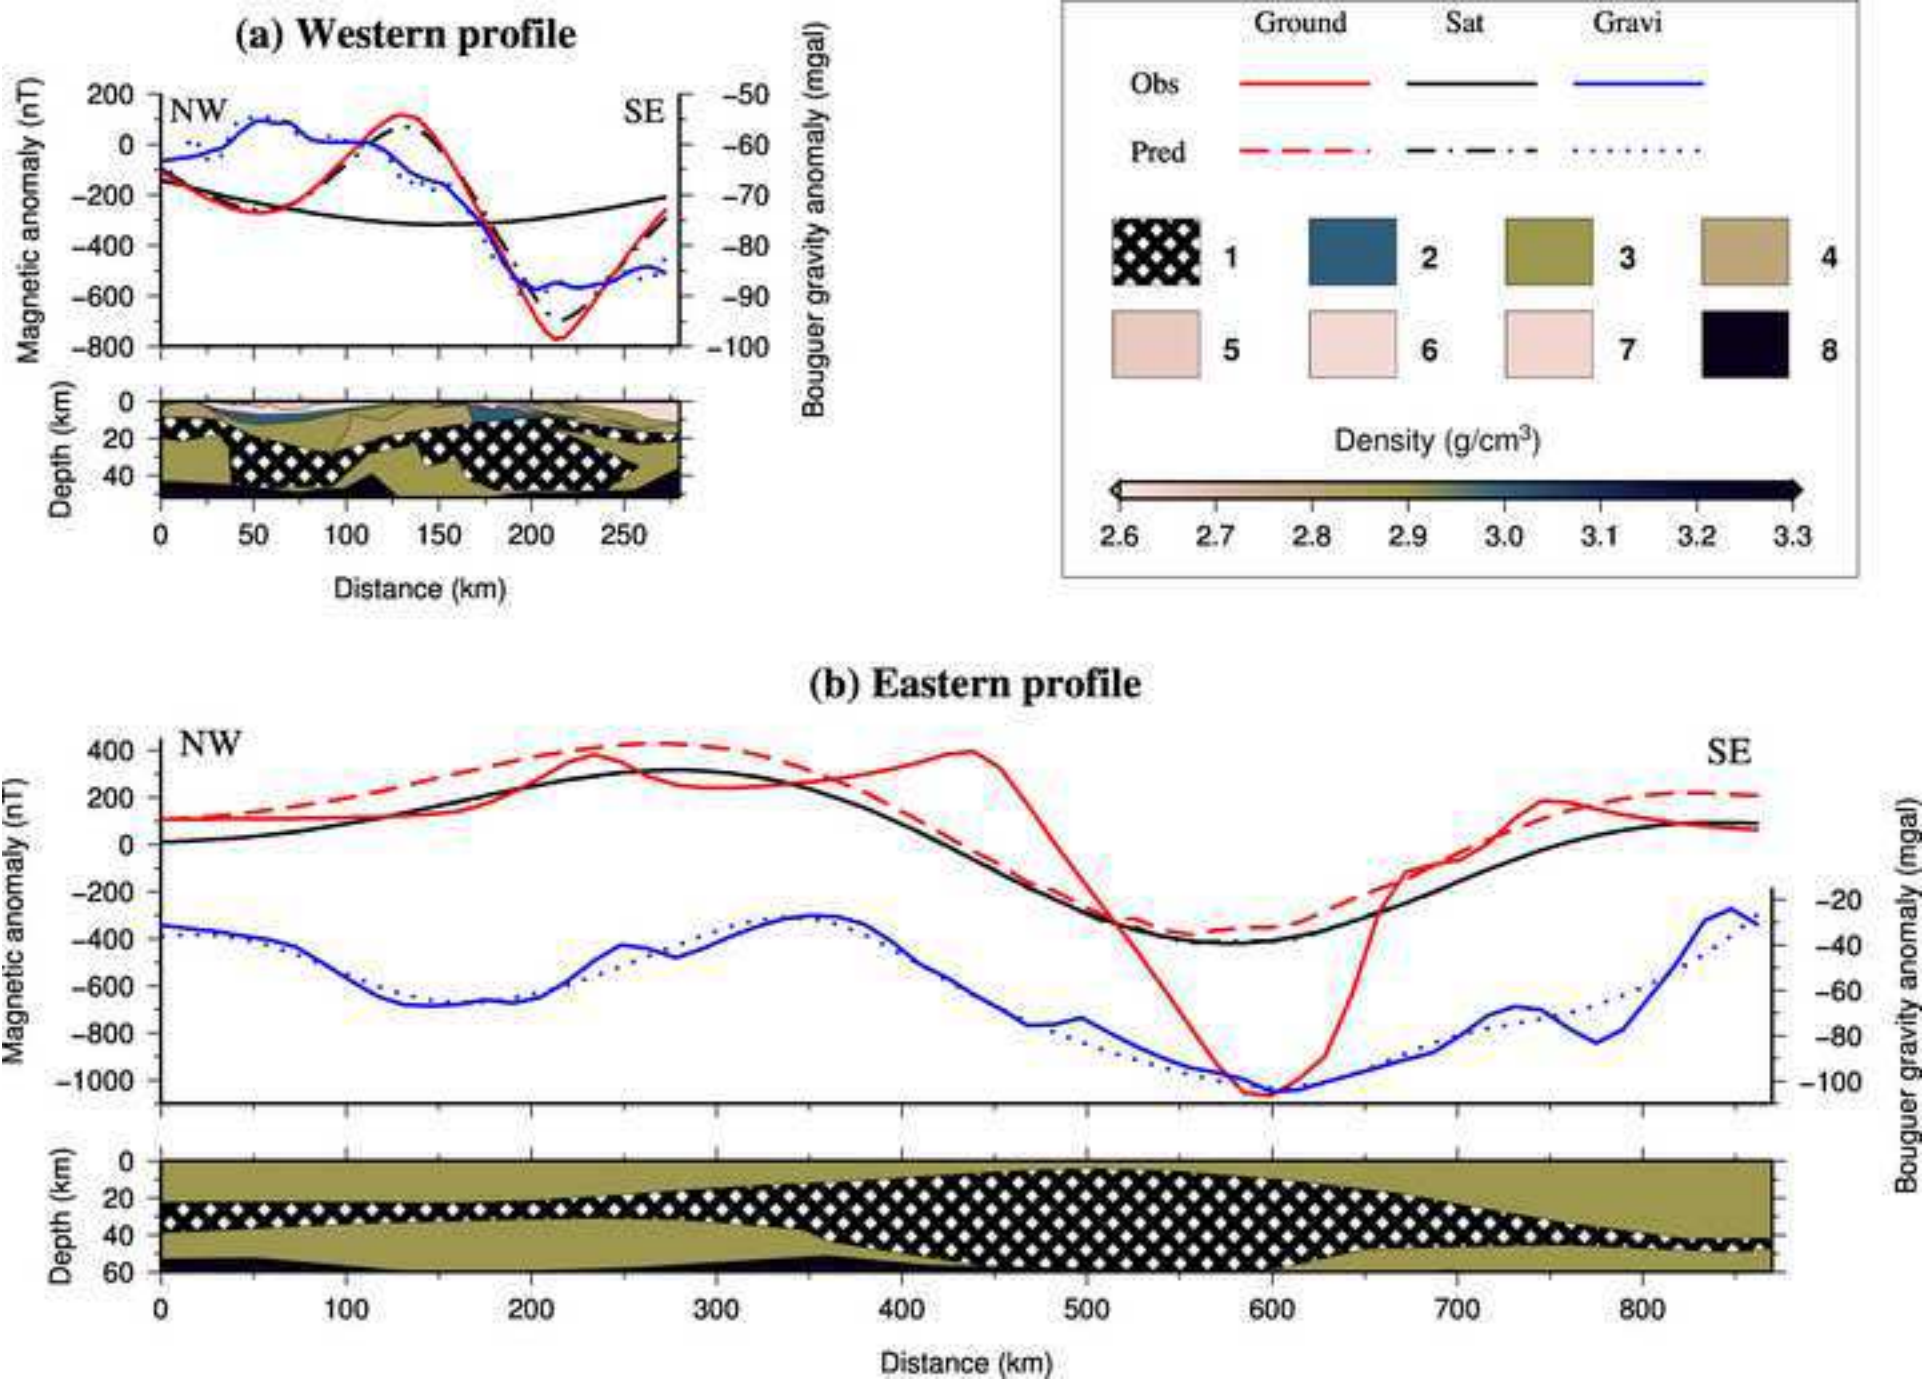 (a) Western profile
Magnetic anomaly (nT)
200
0
−200
−400
−600
−800
NW
SE
−50
−60
−70
−80
−90
−100
Bouguer gravity anomaly (mgal)
Depth (km)
0
20
40
0 50 100 150 200 250
Distance (km)
Ground Sat Gravi
Obs
Pred
1 2 3 4
5 6 7 8
Density (g/cm³)
2.6 2.7 2.8 2.9 3.0 3.1 3.2 3.3
(b) Eastern profile
Magnetic anomaly (nT)
400
200
0
−200
−400
−600
−800
−1000
NW
SE
−20
−40
−60
−80
−100
Bouguer gravity anomaly (mgal)
Depth (km)
0
20
40
60
0 100 200 300 400 500 600 700 800
Distance (km)